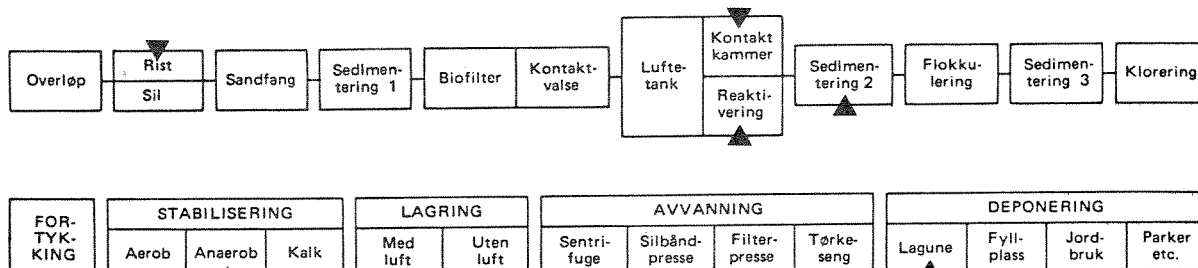 Overløp
Rist
Sil
Sandfang
Sedimen-
tering 1
Biofilter
Kontakt-
valse
Lufte-
tank
Kontakt
kammer
Reakti-
vering
Sedimen-
tering 2
Flokku-
lering
Sedimen-
tering 3
Klorering
FOR-
TYK-
KING
STABILISERING
Aerob
Anaerob
Kalk
LAGRING
Med
luft
Uten
luft
AVVANNING
Sentri-
fuge
Silbånd-
presse
Filter-
presse
Tørke-
seng
DEPONERING
Lagune
Fyll-
plass
Jord-
bruk
Parker
etc.